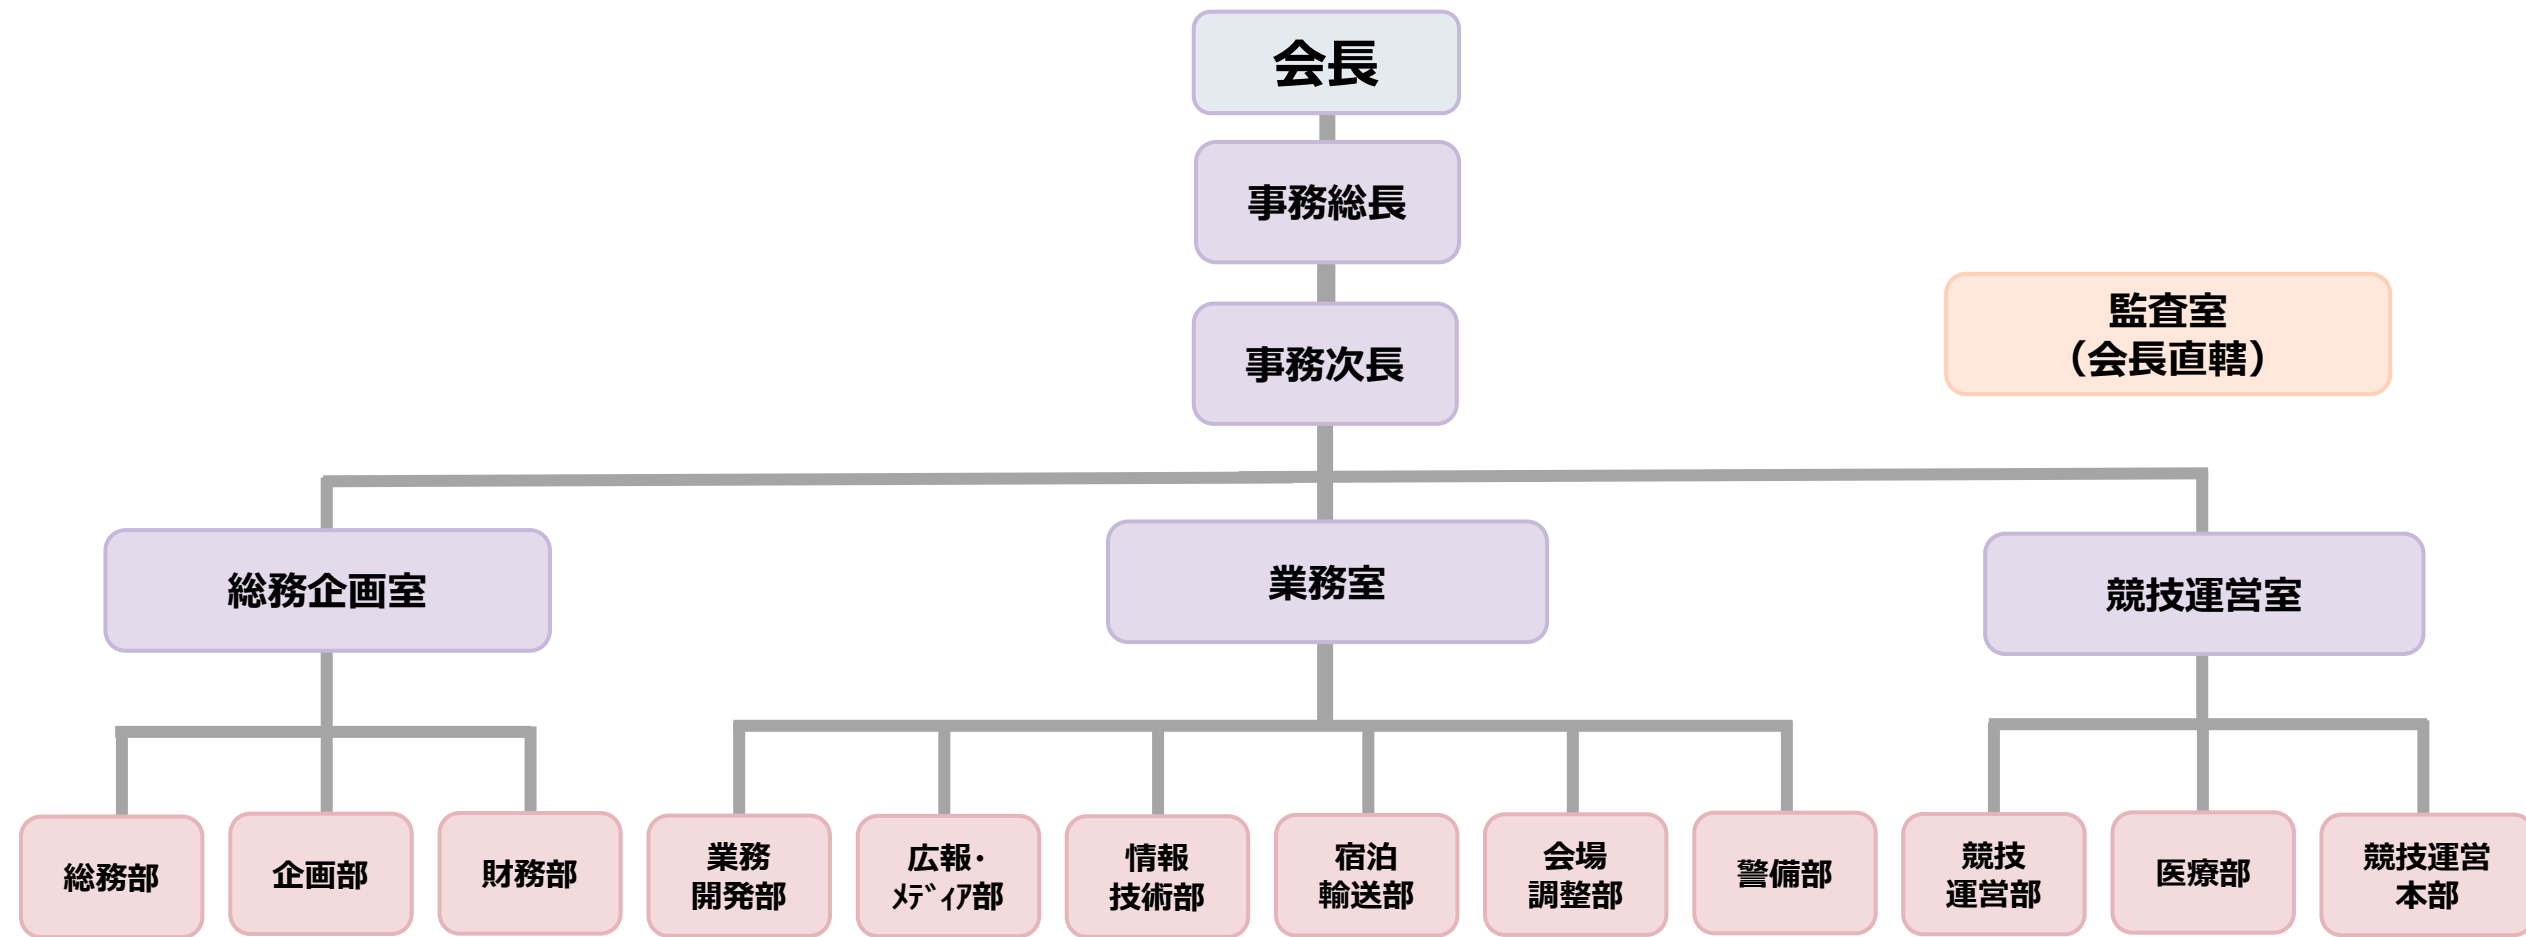 会長
事務総長
事務次長
監査室
（会長直轄）
総務企画室
業務室
競技運営室
総務部
企画部
財務部
業務
開発部
広報・
ﾒﾃﾞｨｱ部
情報
技術部
宿泊
輸送部
会場
調整部
警備部
競技
運営部
医療部
競技運営
本部